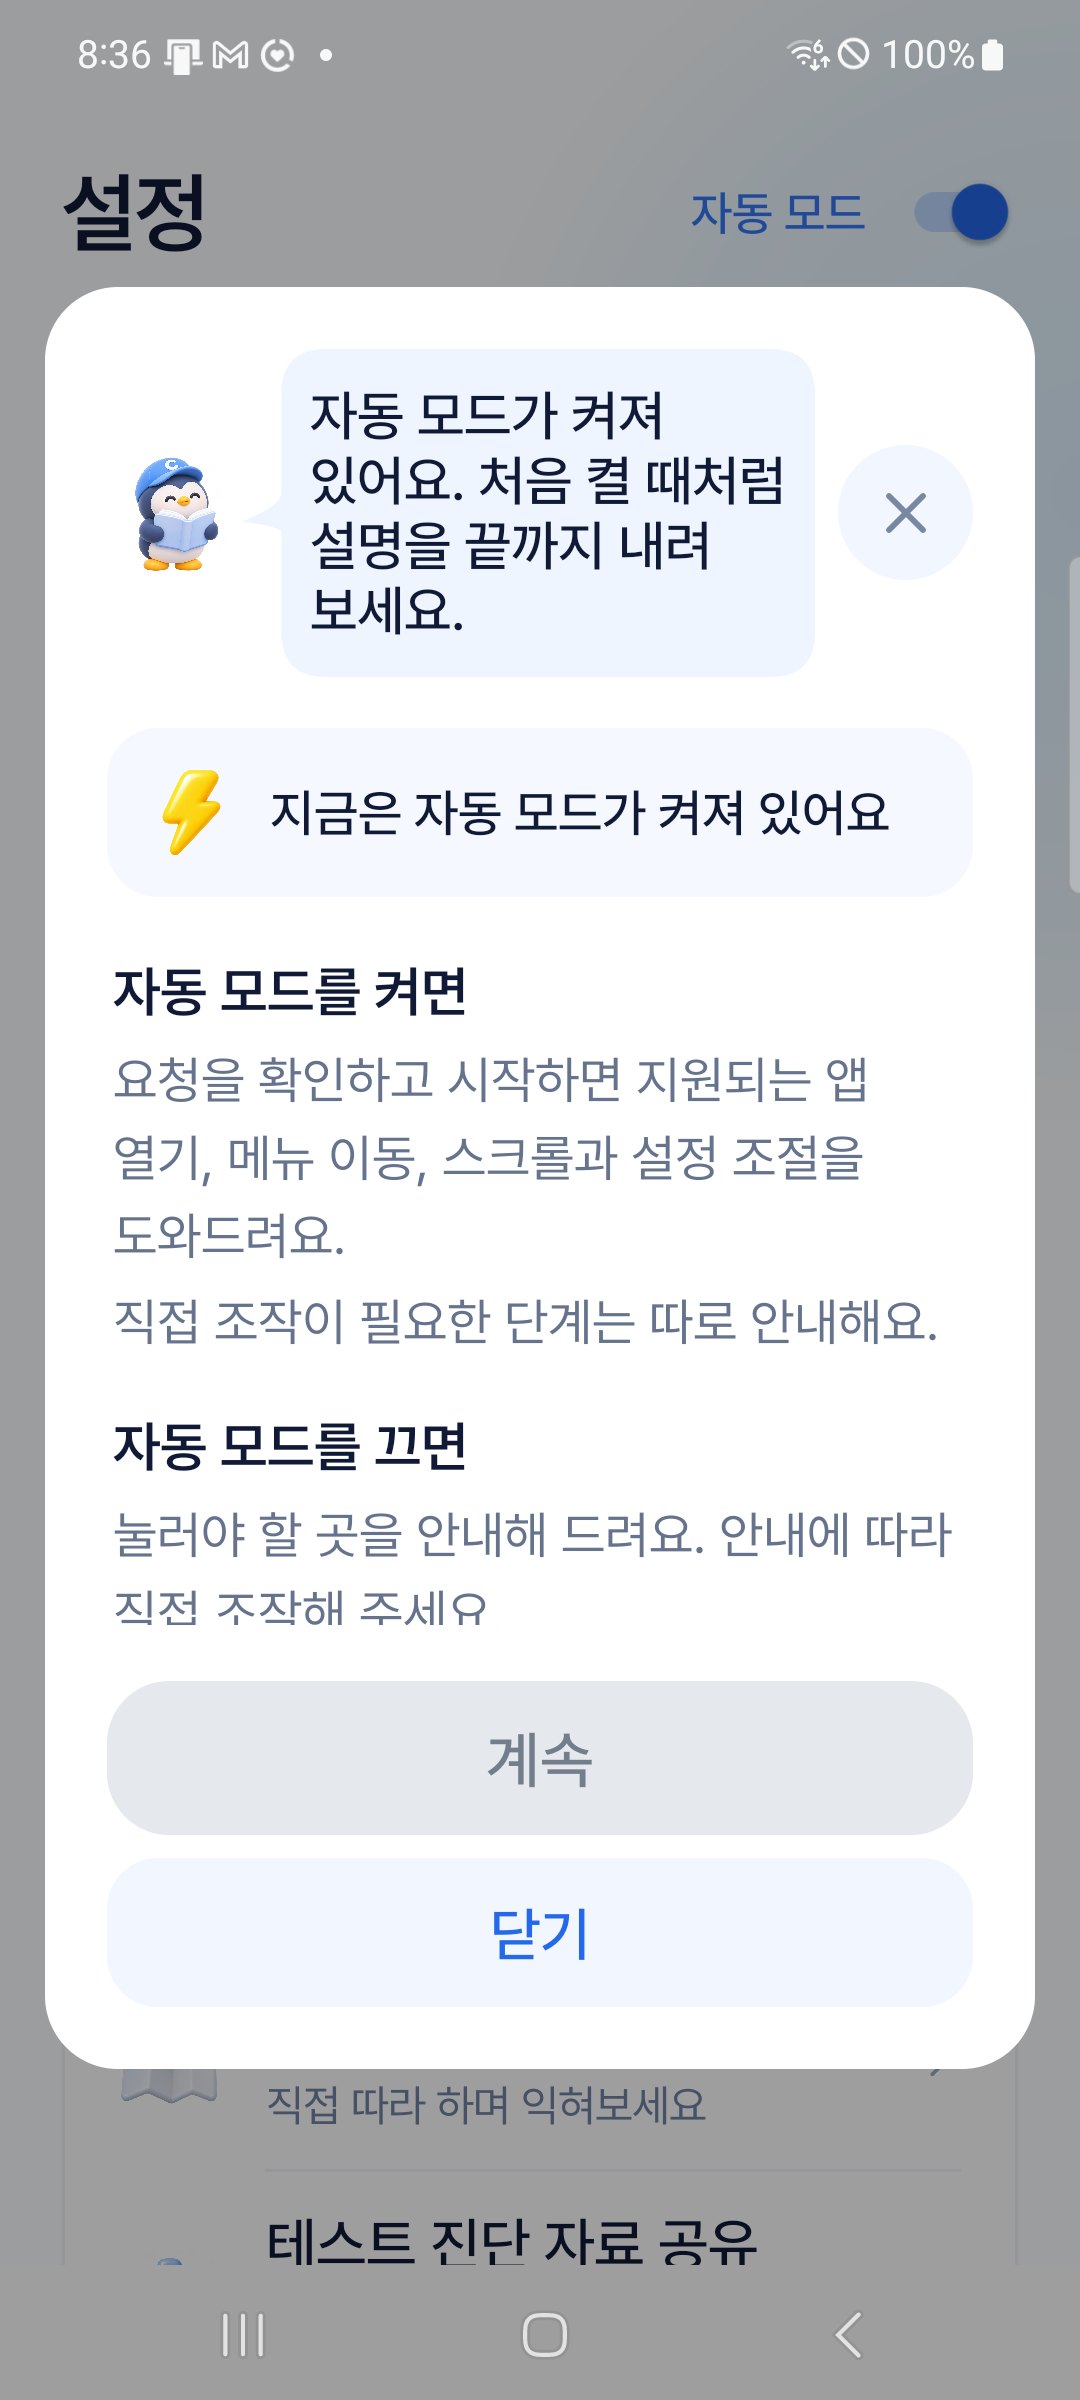 8:36
100%
설정
자동 모드
자동 모드가 켜져
있어요. 처음 켤 때처럼
설명을 끝까지 내려
보세요.
지금은 자동 모드가 켜져 있어요
자동 모드를 켜면
요청을 확인하고 시작하면 지원되는 앱
열기, 메뉴 이동, 스크롤과 설정 조절을
도와드려요.
직접 조작이 필요한 단계는 따로 안내해요.
자동 모드를 끄면
눌러야 할 곳을 안내해 드려요. 안내에 따라
직접 조작해 주세요
계속
닫기
직접 따라 하며 익혀보세요
테스트 진단 자료 공유